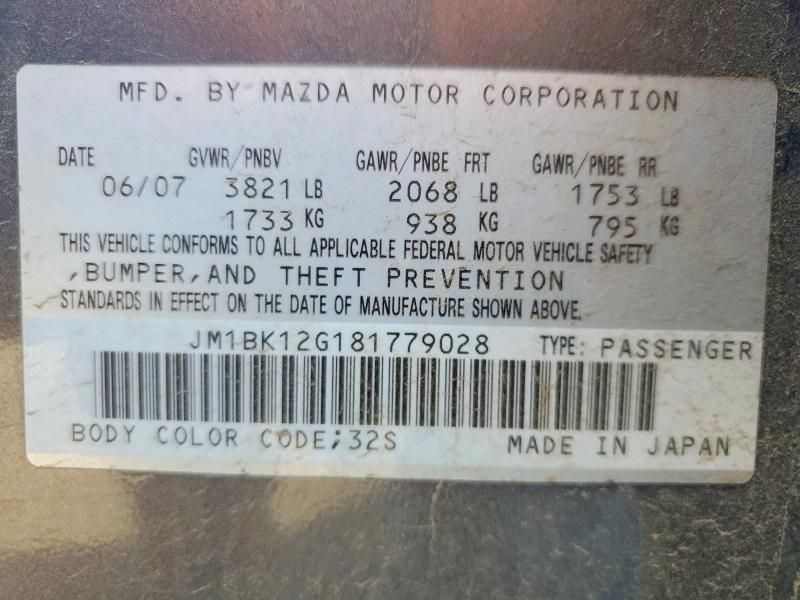 MFD. BY MAZDA MOTOR CORPORATION
DATE GVWR/PNBV GAWR/PNBE FRT GAWR/PNBE RR
06/07 3821 LB 2068 LB 1753 LB
1733 KG 938 KG 795 KG
THIS VEHICLE CONFORMS TO ALL APPLICABLE FEDERAL MOTOR VEHICLE SAFETY
,BUMPER,AND THEFT PREVENTION
STANDARDS IN EFFECT ON THE DATE OF MANUFACTURE SHOWN ABOVE.
JM1BK12G181779028 TYPE: PASSENGER
BODY COLOR CODE;32S MADE IN JAPAN